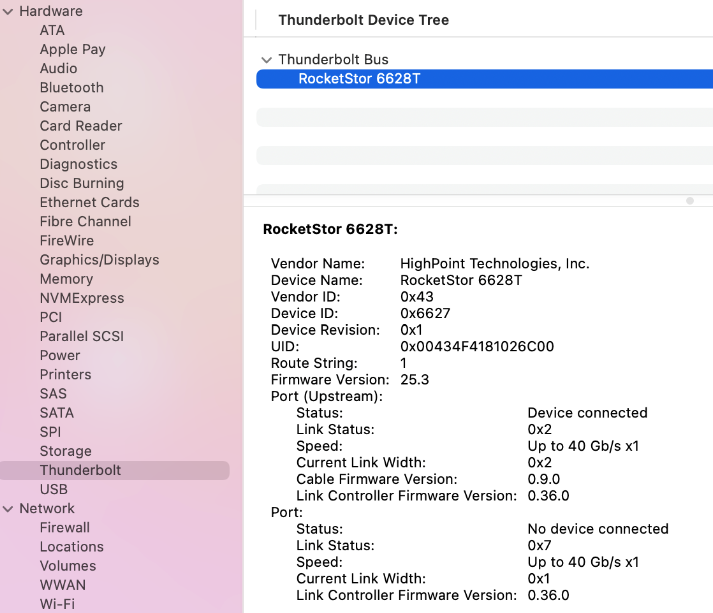 Hardware
ATA
Apple Pay
Audio
Bluetooth
Camera
Card Reader
Controller
Diagnostics
Disc Burning
Ethernet Cards
Fibre Channel
FireWire
Graphics/Displays
Memory
NVMExpress
PCI
Parallel SCSI
Power
Printers
SAS
SATA
SPI
Storage
Thunderbolt
USB
Network
Firewall
Locations
Volumes
WWAN
Wi-Fi
Thunderbolt Device Tree
Thunderbolt Bus
RocketStor 6628T
RocketStor 6628T:
Vendor Name: HighPoint Technologies, Inc.
Device Name: RocketStor 6628T
Vendor ID: 0x43
Device ID: 0x6627
Device Revision: 0x1
UID: 0x00434F4181026C00
Route String: 1
Firmware Version: 25.3
Port (Upstream):
Status: Device connected
Link Status: 0x2
Speed: Up to 40 Gb/s x1
Current Link Width: 0x2
Cable Firmware Version: 0.9.0
Link Controller Firmware Version: 0.36.0
Port:
Status: No device connected
Link Status: 0x7
Speed: Up to 40 Gb/s x1
Current Link Width: 0x1
Link Controller Firmware Version: 0.36.0